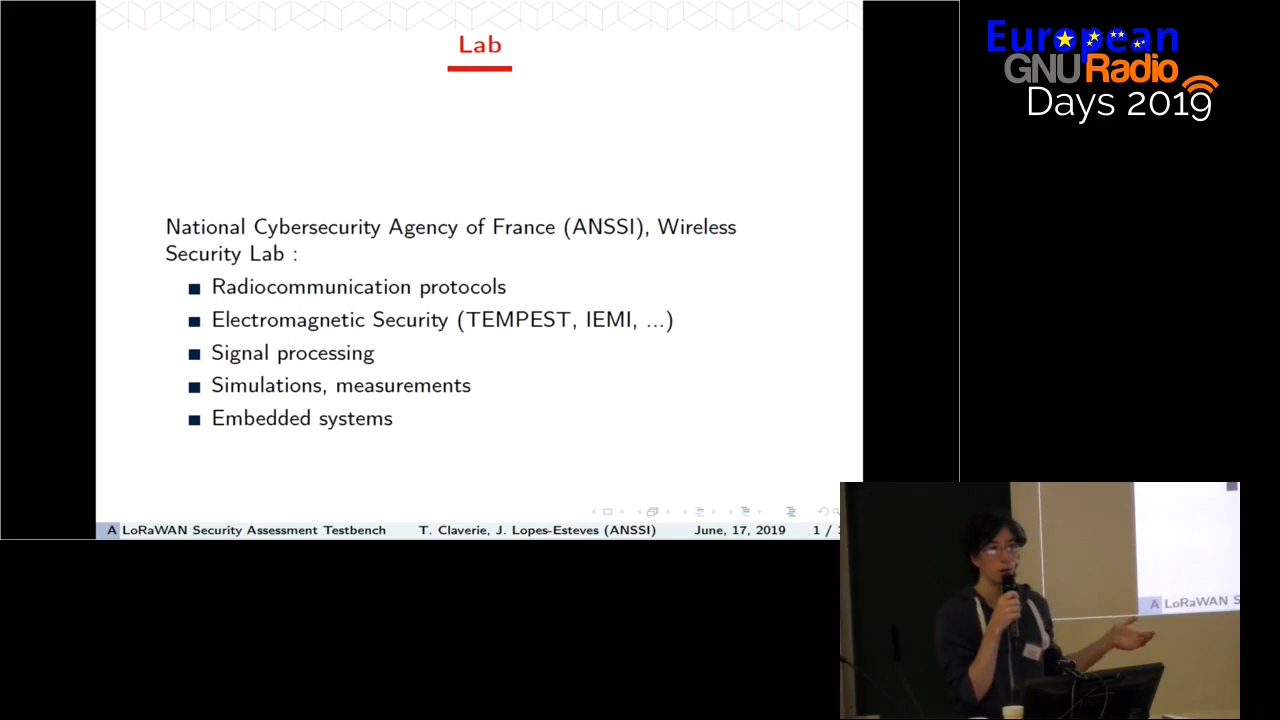 Lab
National Cybersecurity Agency of France (ANSSI), Wireless
Security Lab :
Radiocommunication protocols
Electromagnetic Security (TEMPEST, IEMI, ...)
Signal processing
Simulations, measurements
Embedded systems
A LoRaWAN Security Assessment Testbench T. Claverie, J. Lopes-Esteves (ANSSI) June, 17, 2019 1 /
European
GNU Radio
Days 2019
A LoRaWAN S